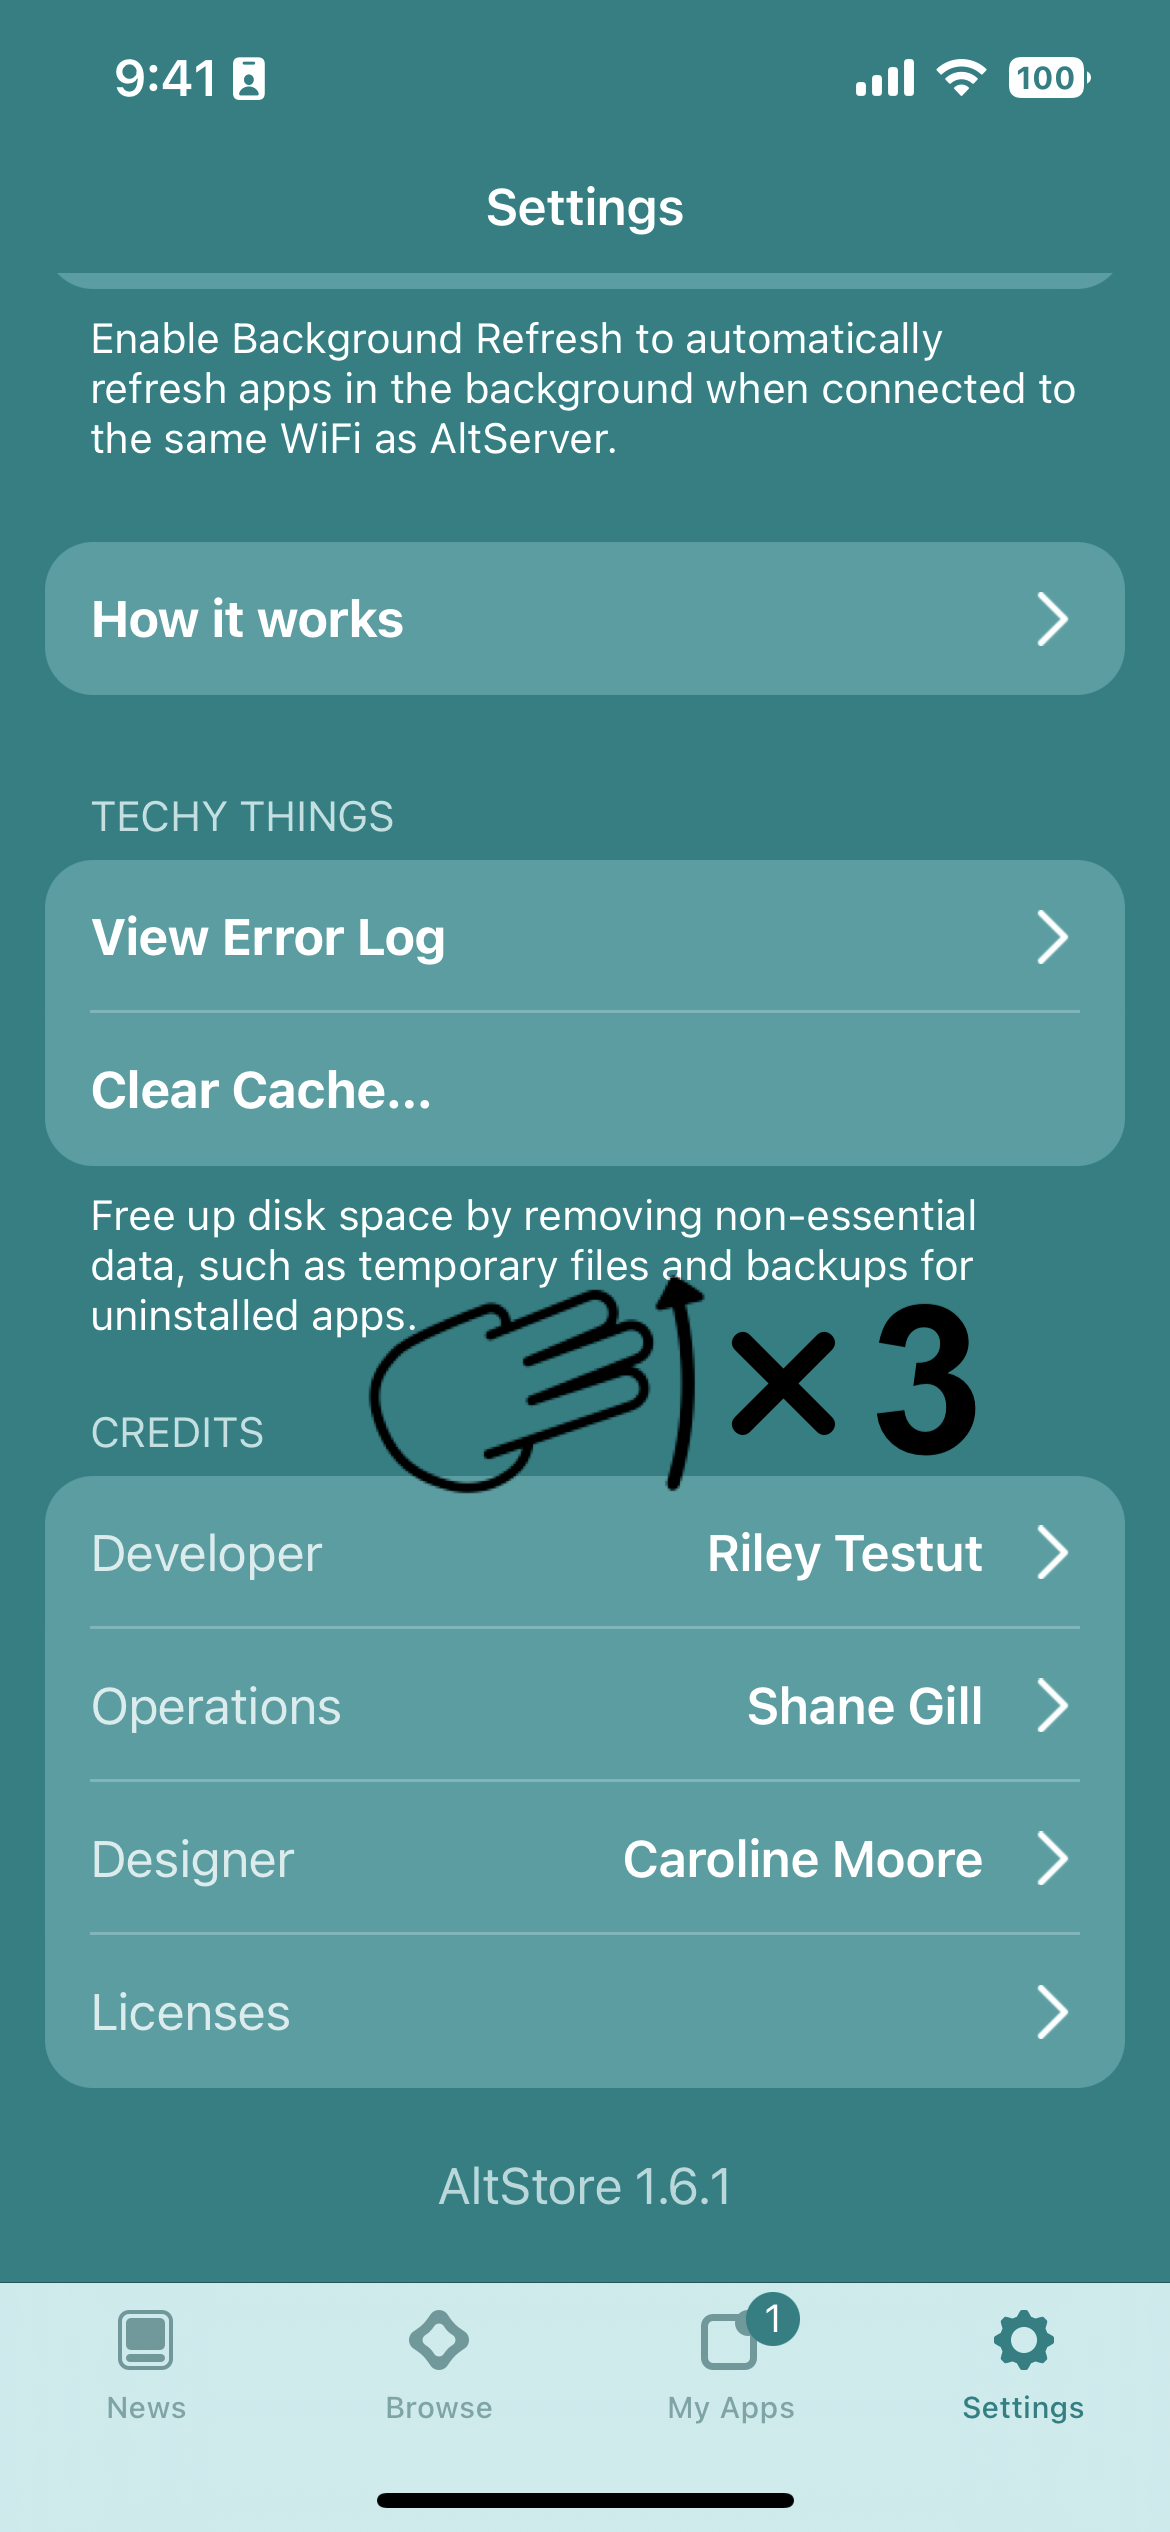 9:41
100
Settings
Enable Background Refresh to automatically
refresh apps in the background when connected to
the same WiFi as AltServer.
How it works
TECHY THINGS
View Error Log
Clear Cache...
Free up disk space by removing non-essential
data, such as temporary files and backups for
uninstalled apps.
× 3
CREDITS
Developer Riley Testut
Operations Shane Gill
Designer Caroline Moore
Licenses
AltStore 1.6.1
1
News Browse My Apps Settings